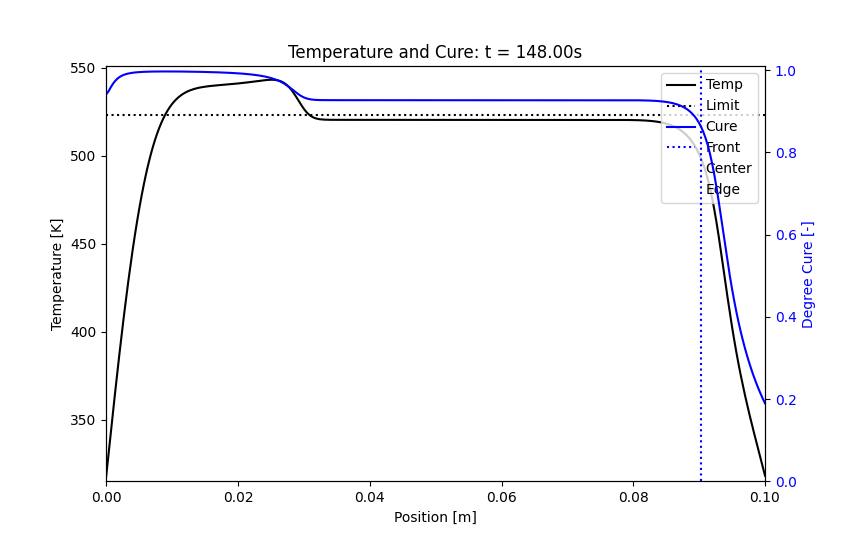 Temperature and Cure: t = 148.00s
550
500
450
400
350
Temperature [K]
1.0
0.8
0.6
0.4
0.2
0.0
Degree Cure [-]
Temp
Limit
Cure
Front
Center
Edge
0.00
0.02
0.04
0.06
0.08
0.10
Position [m]